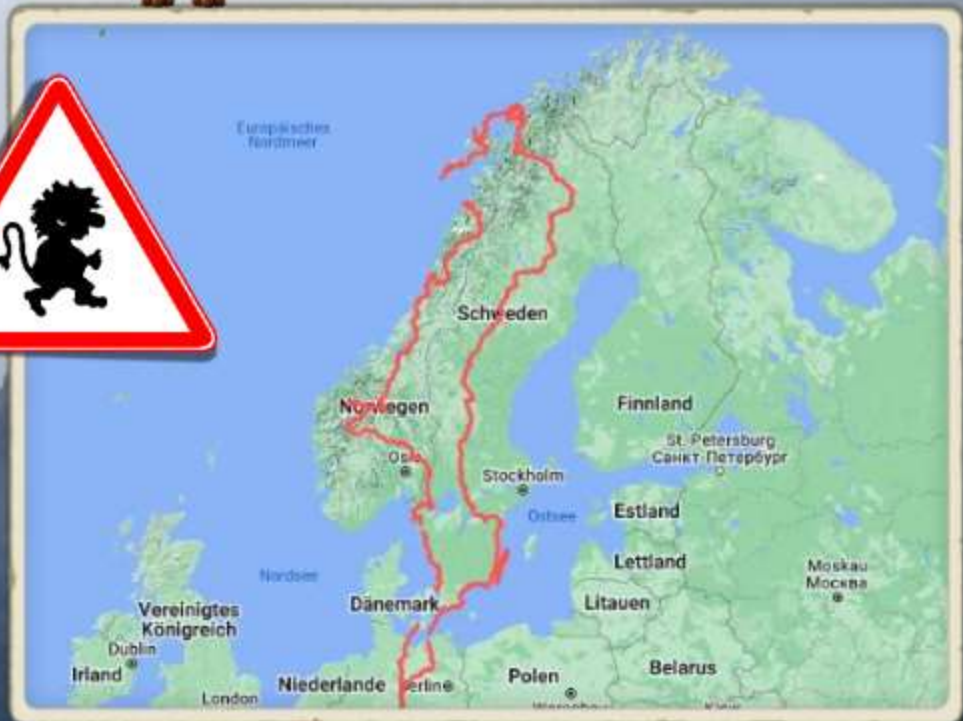 Europäisches
Nordmeer
Schweden
Norwegen
Finnland
Oslo
St. Petersburg
Санкт-Петербург
Stockholm
Ostsee
Estland
Lettland
Nordsee
Moskau
Москва
Dänemark
Litauen
Vereinigtes
Königreich
Dublin
Irland
Niederlande
erlin
Polen
Belarus
London